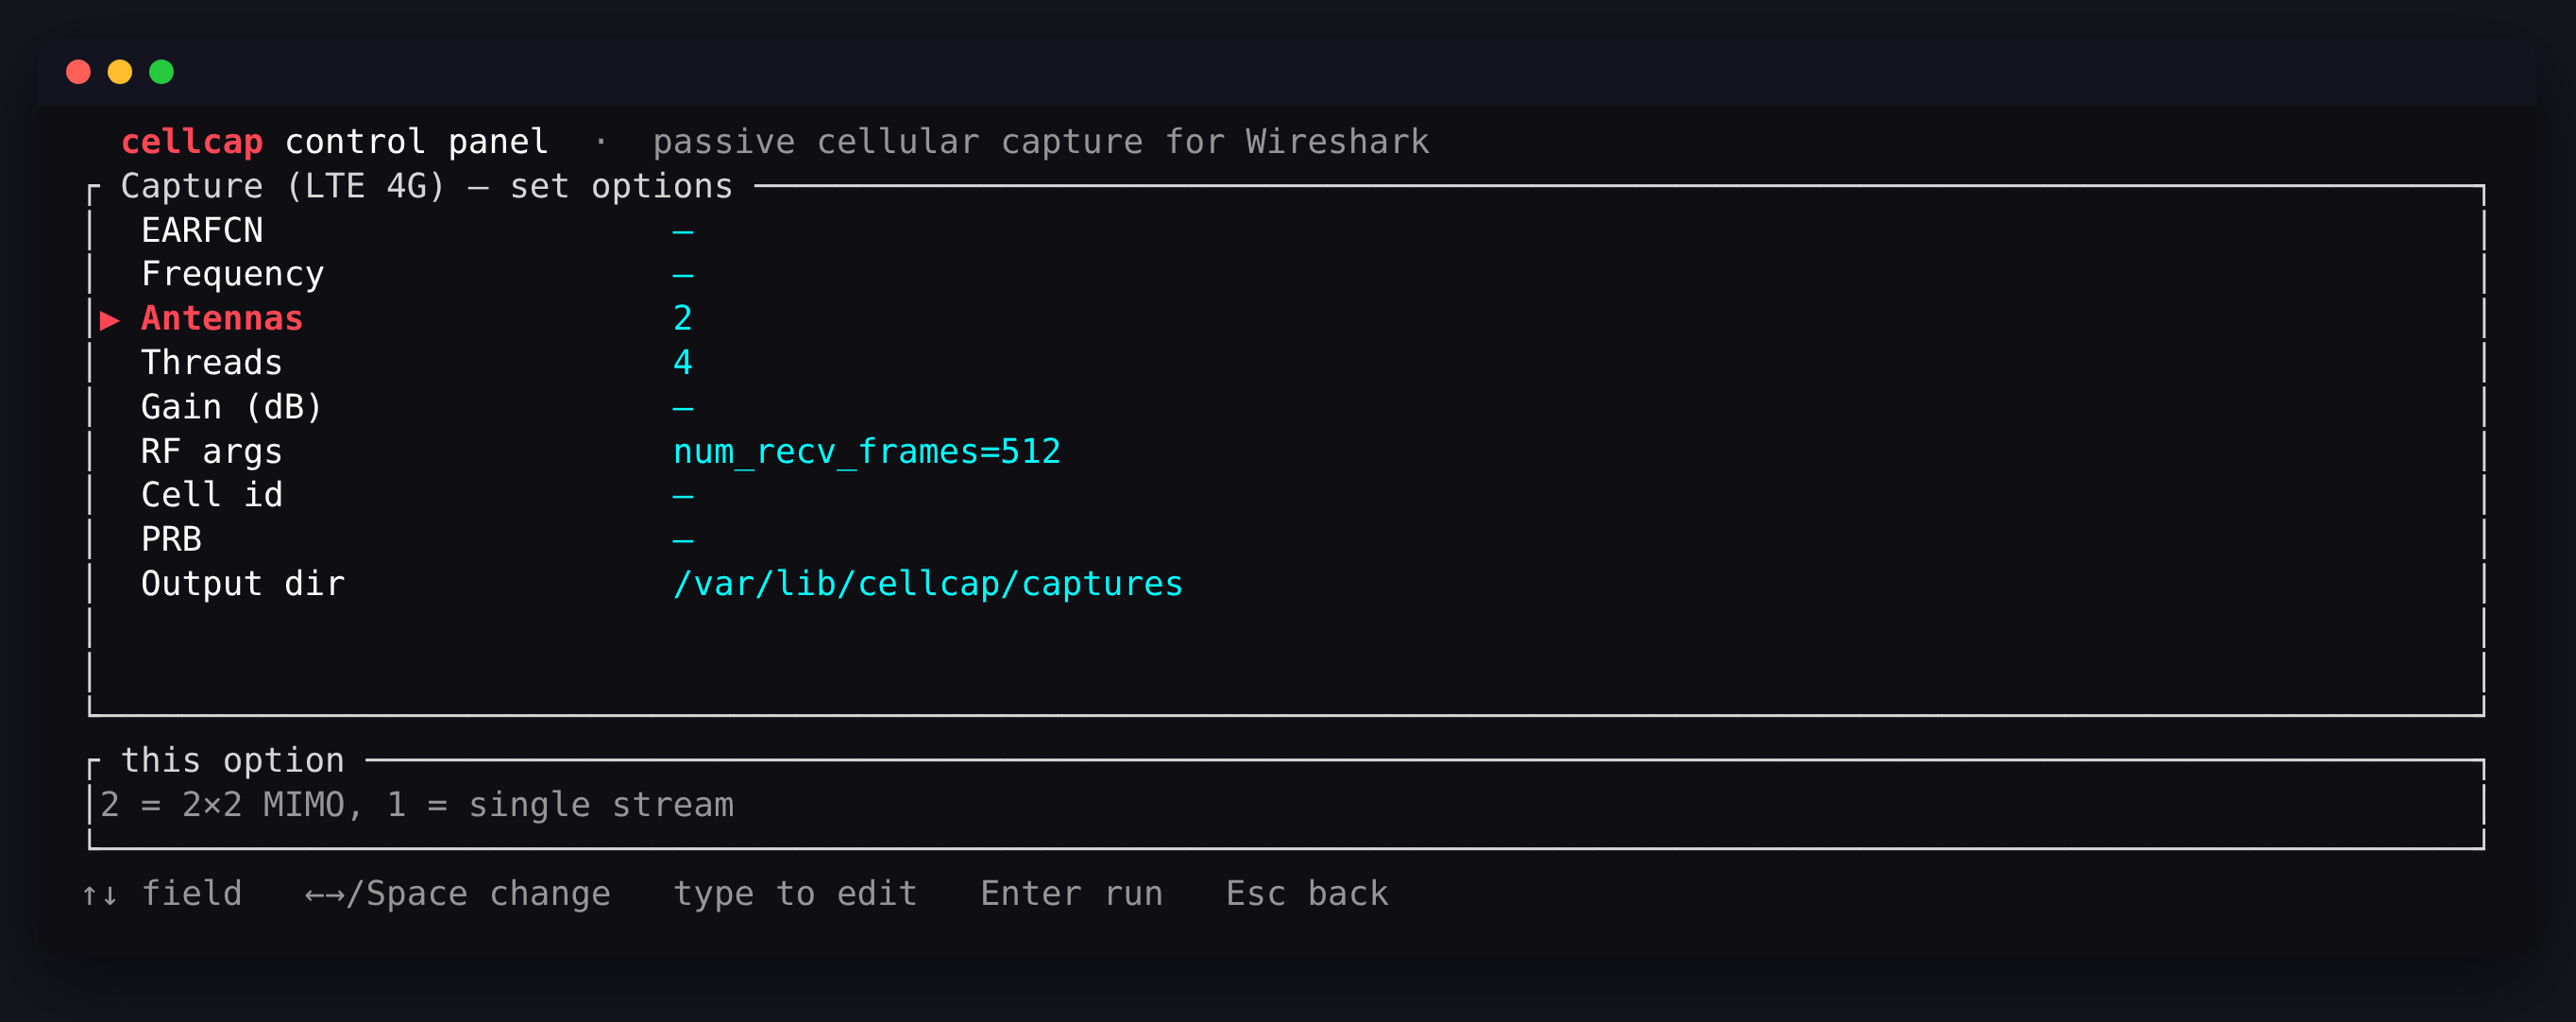 cellcap control panel · passive cellular capture for Wireshark
Capture (LTE 4G) — set options
EARFCN —
Frequency —
▶ Antennas 2
Threads 4
Gain (dB) —
RF args num_recv_frames=512
Cell id —
PRB —
Output dir /var/lib/cellcap/captures
this option
2 = 2×2 MIMO, 1 = single stream
↑↓ field ←→/Space change type to edit Enter run Esc back